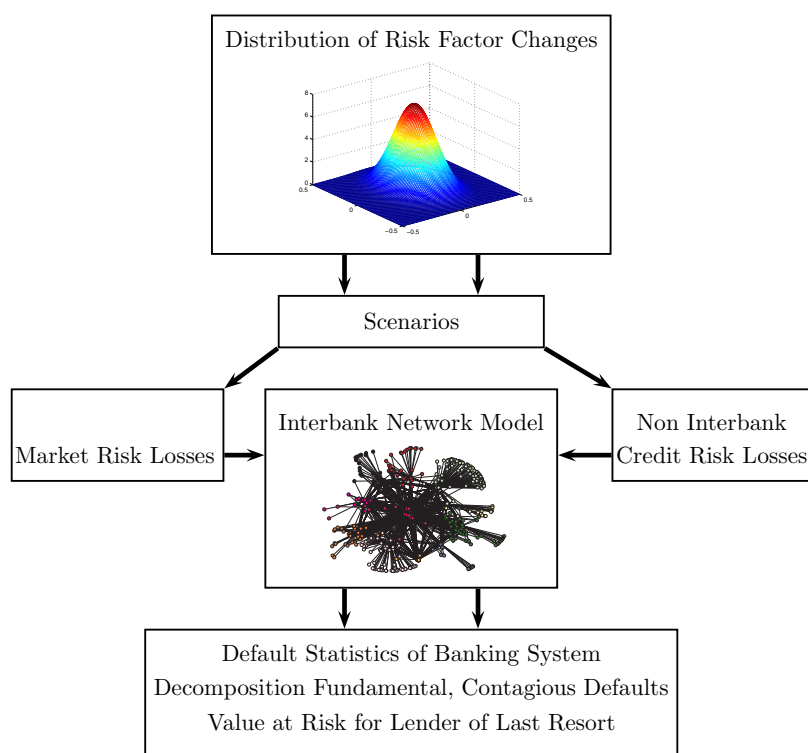 Distribution of Risk Factor Changes
8
6
4
2
0
0.5
0
−0.5
−0.5
0
0.5
Scenarios
Market Risk Losses
Interbank Network Model
Non Interbank
Credit Risk Losses
Default Statistics of Banking System
Decomposition Fundamental, Contagious Defaults
Value at Risk for Lender of Last Resort